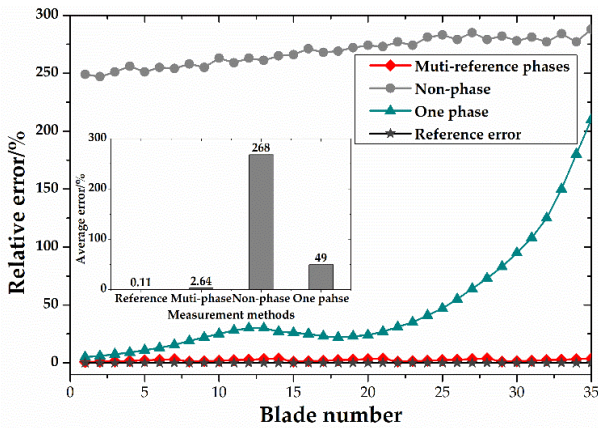 Relative error/%
300
250
200
150
100
50
0
0
5
10
15
20
25
30
35
Blade number
Muti-reference phases
Non-phase
One phase
Reference error
Average error/%
300
200
100
0
0.11
2.64
268
49
Reference Muti-phase Non-phase One pahse
Measurement methods